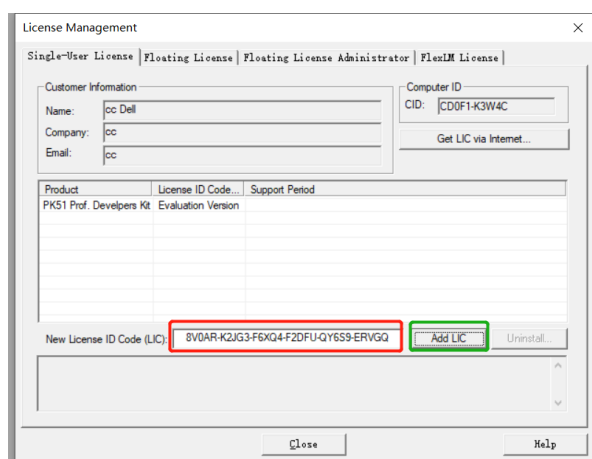 License Management
Single-User License | Floating License | Floating License Administrator | FlexLM License
Customer Information
Name: cc Dell
Company: cc
Email: cc
Computer ID
CID: CD0F1-K3W4C
Get LIC via Internet...
Product License ID Code... Support Period
PK51 Prof. Develpers Kit Evaluation Version
New License ID Code (LIC): 8V0AR-K2JG3-F6XQ4-F2DFU-QY6S9-ERVGQ Add LIC Uninstall...
Close Help